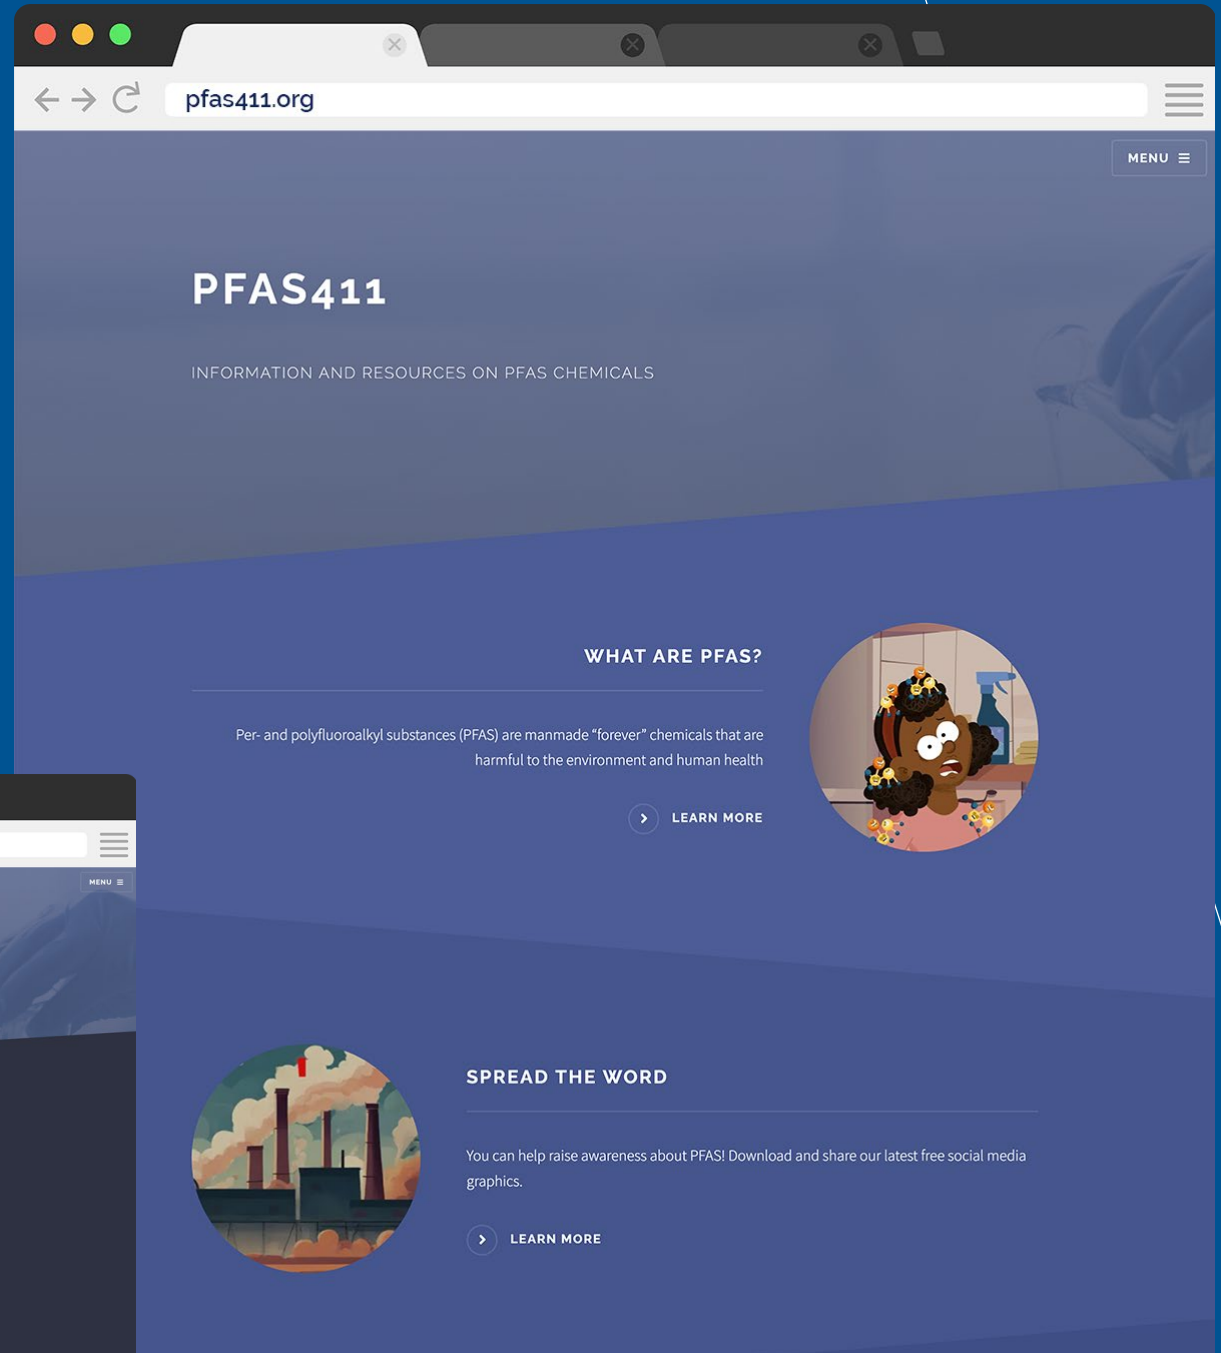 pfas411.org
MENU
PFAS411
INFORMATION AND RESOURCES ON PFAS CHEMICALS
WHAT ARE PFAS?
Per- and polyfluoroalkyl substances (PFAS) are manmade “forever” chemicals that are
harmful to the environment and human health
LEARN MORE
MENU
SPREAD THE WORD
You can help raise awareness about PFAS! Download and share our latest free social media
graphics.
LEARN MORE